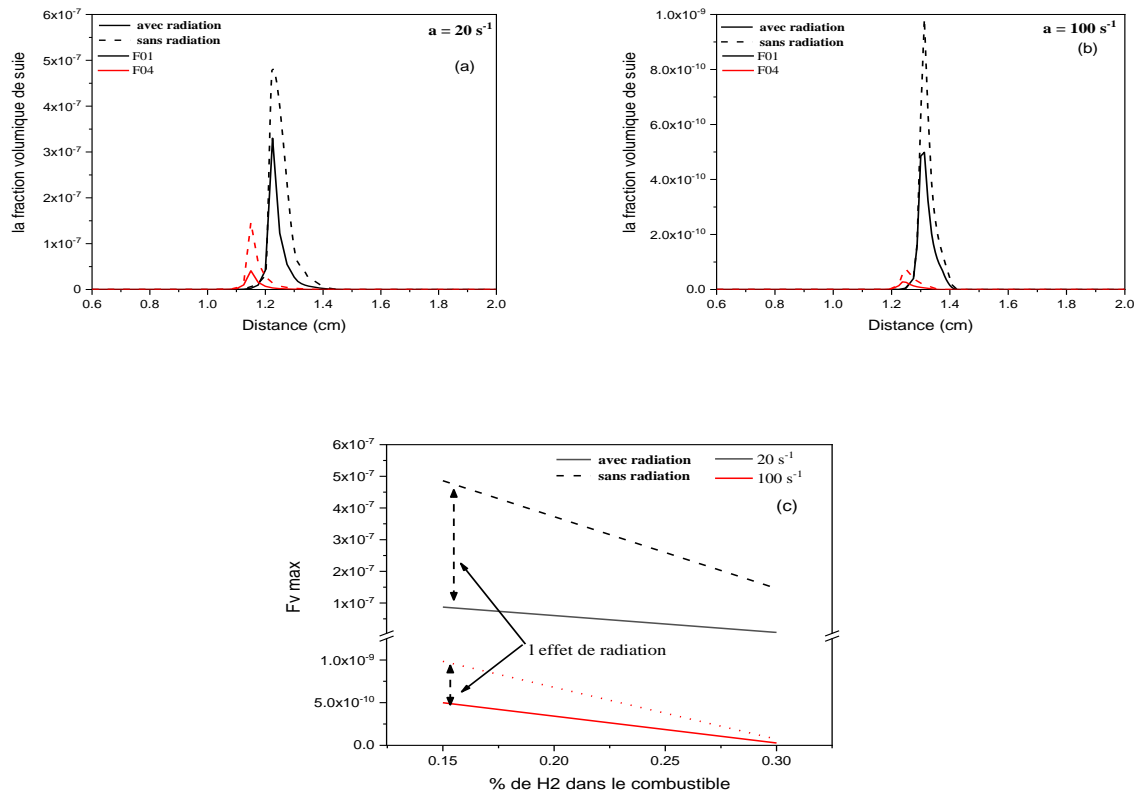 avec radiation
sans radiation
F01
F04
a = 20 s-1
(a)
6x10-7
5x10-7
4x10-7
3x10-7
2x10-7
1x10-7
0
0.6 0.8 1.0 1.2 1.4 1.6 1.8 2.0
Distance (cm)
la fraction volumique de suie
avec radiation
sans radiation
F01
F04
a = 100 s-1
(b)
1.0x10-9
8.0x10-10
6.0x10-10
4.0x10-10
2.0x10-10
0.0
0.6 0.8 1.0 1.2 1.4 1.6 1.8 2.0
Distance (cm)
la fraction volumique de suie
avec radiation
sans radiation
20 s-1
100 s-1
(c)
6x10-7
5x10-7
4x10-7
3x10-7
2x10-7
1x10-7
1.0x10-9
5.0x10-10
0.0
l effet de radiation
0.15 0.20 0.25 0.30
% de H2 dans le combustible
Fv max